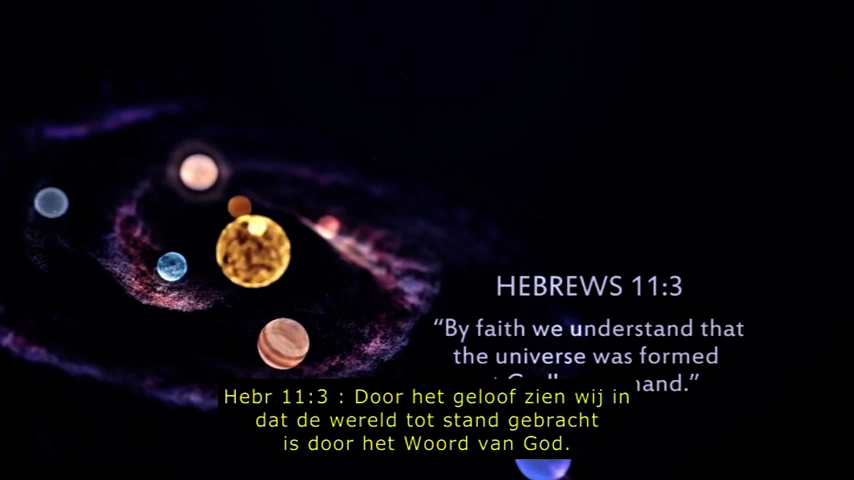 HEBREWS 11:3
“By faith we understand that
the universe was formed
hand.”
Hebr 11:3 : Door het geloof zien wij in
dat de wereld tot stand gebracht
is door het Woord van God.